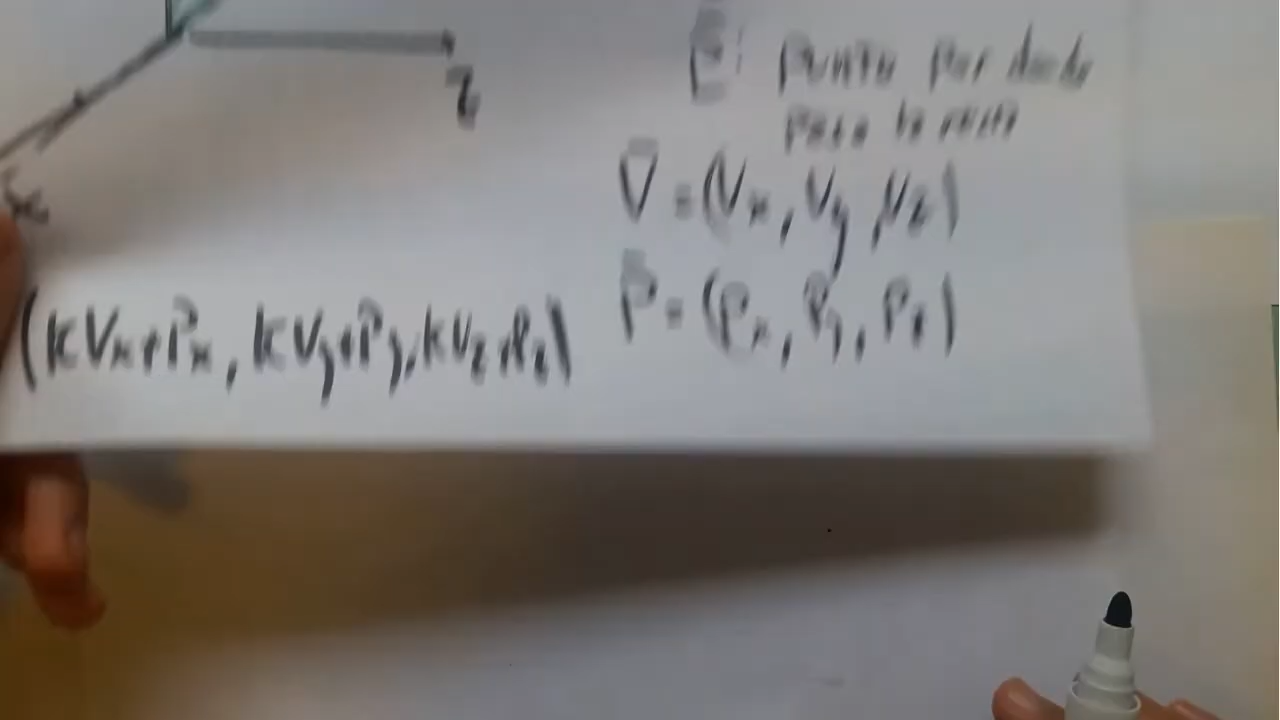 z
P: punto por donde
pasa la recta
x
V = (Vx, Vy, Vz)
P = (Px, Py, Pz)
(KVx+Px, KVy+Py, KVz+Pz)